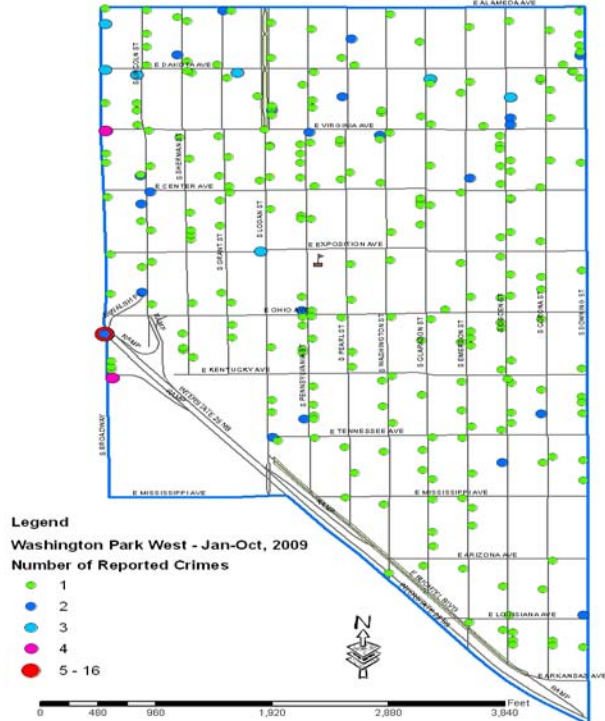 E ALAMEDA AVE
S LINCOLN ST
E DAKOTA AVE
E VIRGINIA AVE
S SHERMAN ST
E CENTER AVE
S GRANT ST
S LOGAN ST
E EXPOSITION AVE
E OHIO A
RAMP
RAMP
S PEARL ST
S WASHINGTON ST
S CLARKSON ST
S EMERSON ST
S OGDEN ST
S CORONA ST
S DOWNING ST
S PENNSYLVANIA ST
E KENTUCKY AVE
INTERSTATE 25 NB
RAMP
S BROADWAY
E TENNESSEE AVE
E MISSISSIPPI AVE
E MISSISSIPPI AVE
RAMP
E ARIZONA AVE
E BUCHTEL BLVD
E LOUISIANA AVE
E ARKANSAS AVE
RAMP
Legend
Washington Park West - Jan-Oct, 2009
Number of Reported Crimes
1
2
3
4
5 - 16
N
Feet
0 480 960 1,920 2,880 3,840